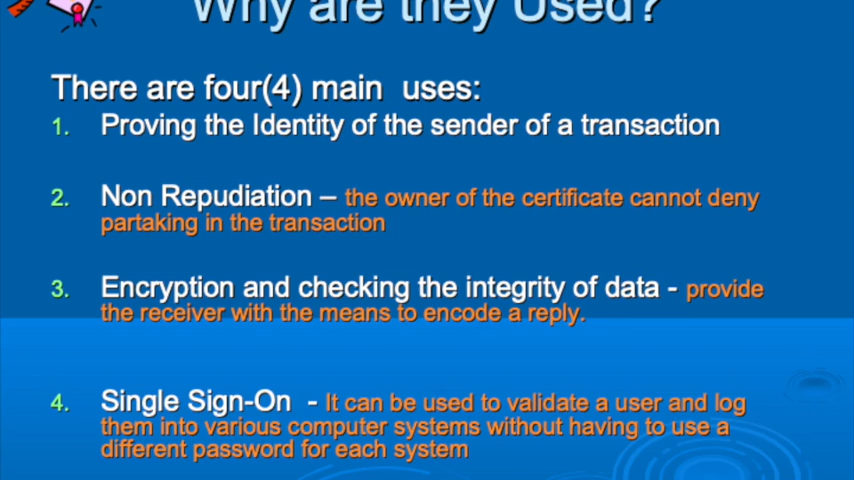 Why are they Used?
There are four(4) main uses:
1. Proving the Identity of the sender of a transaction
2. Non Repudiation – the owner of the certificate cannot deny
partaking in the transaction
3. Encryption and checking the integrity of data - provide
the receiver with the means to encode a reply.
4. Single Sign-On - It can be used to validate a user and log
them into various computer systems without having to use a
different password for each system